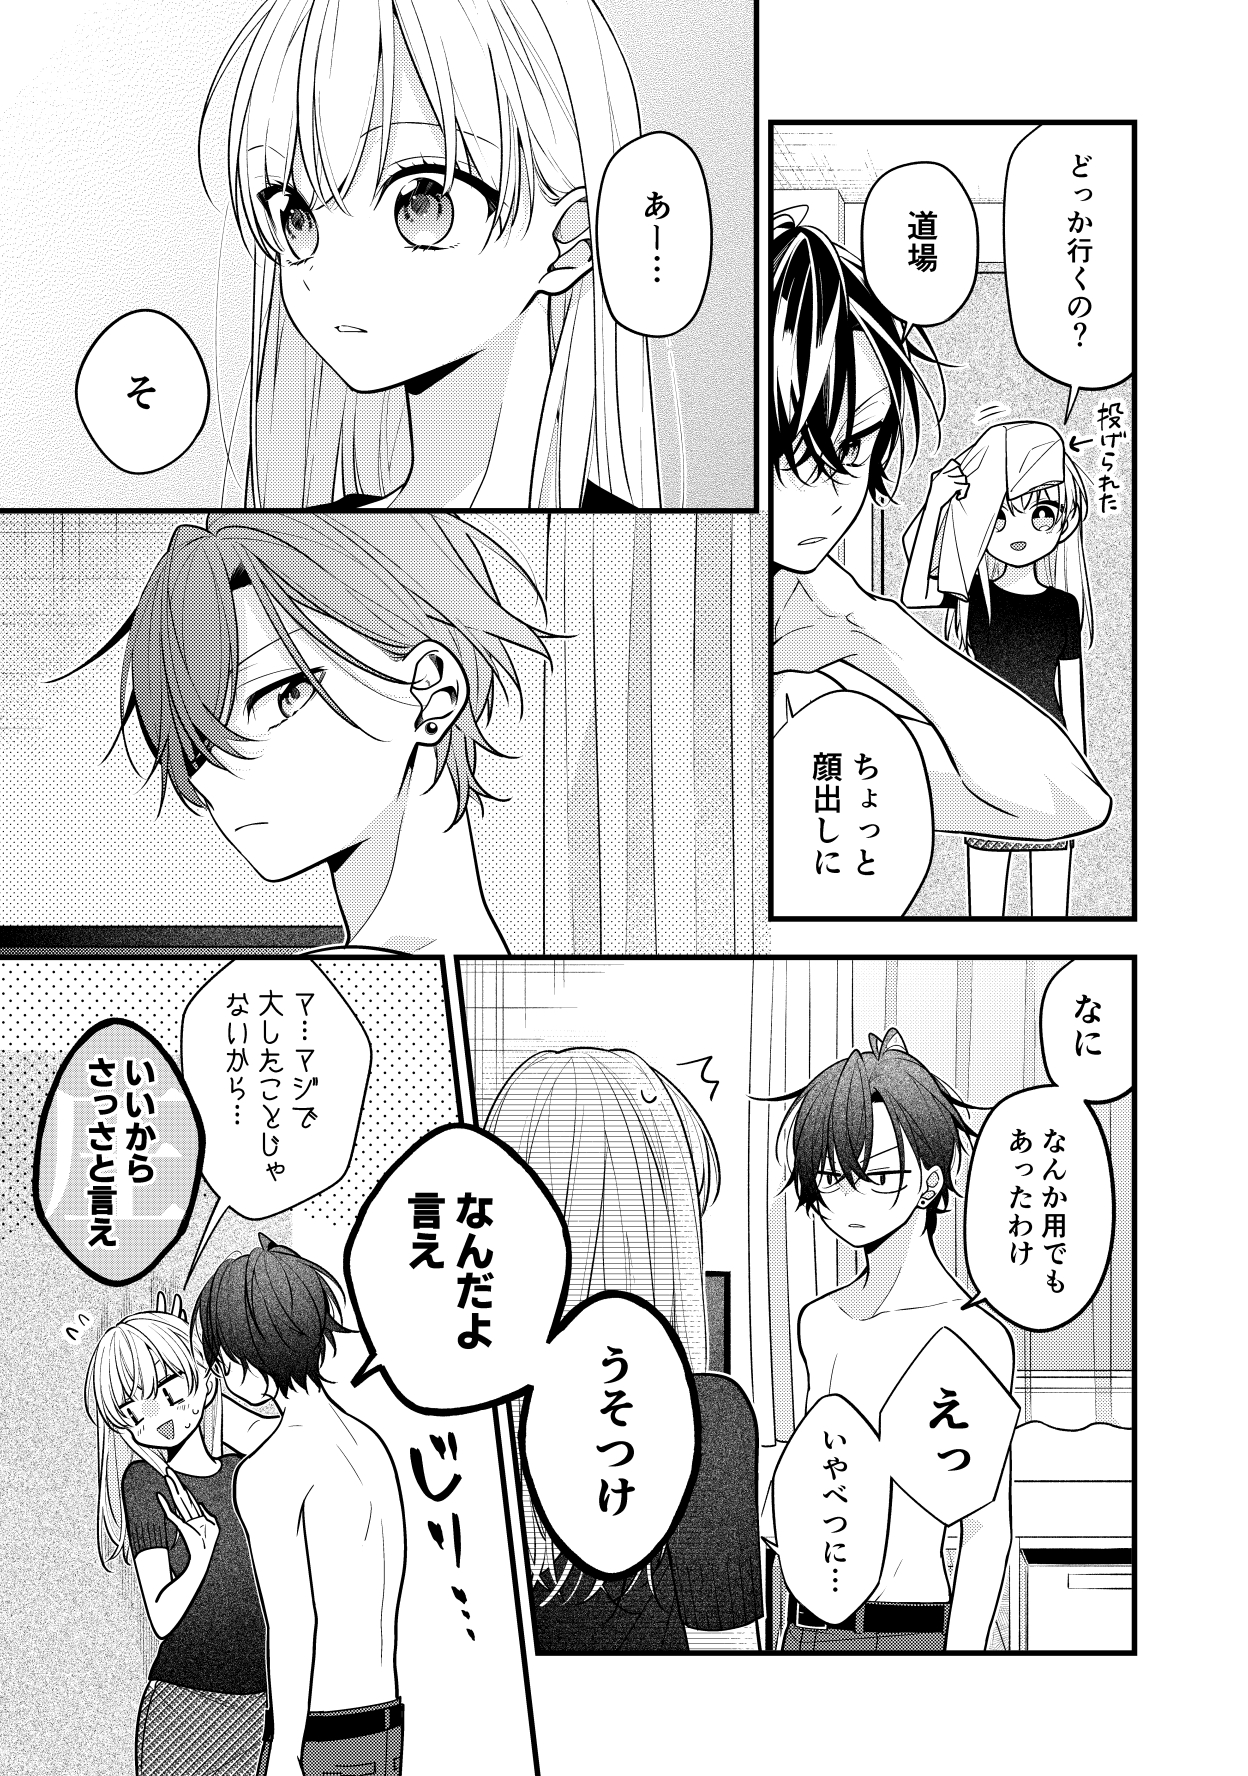 どっか行くの?
道場
投げられた
ちょっと
顔出しに
あー…
そ
なに
なんか用でも
あったわけ
えっ
いやべつに…
うそつけ
なんだよ
言え
じー…
マ…マジで
大したことじゃ
ないから…
いいから
さっさと言え
圧